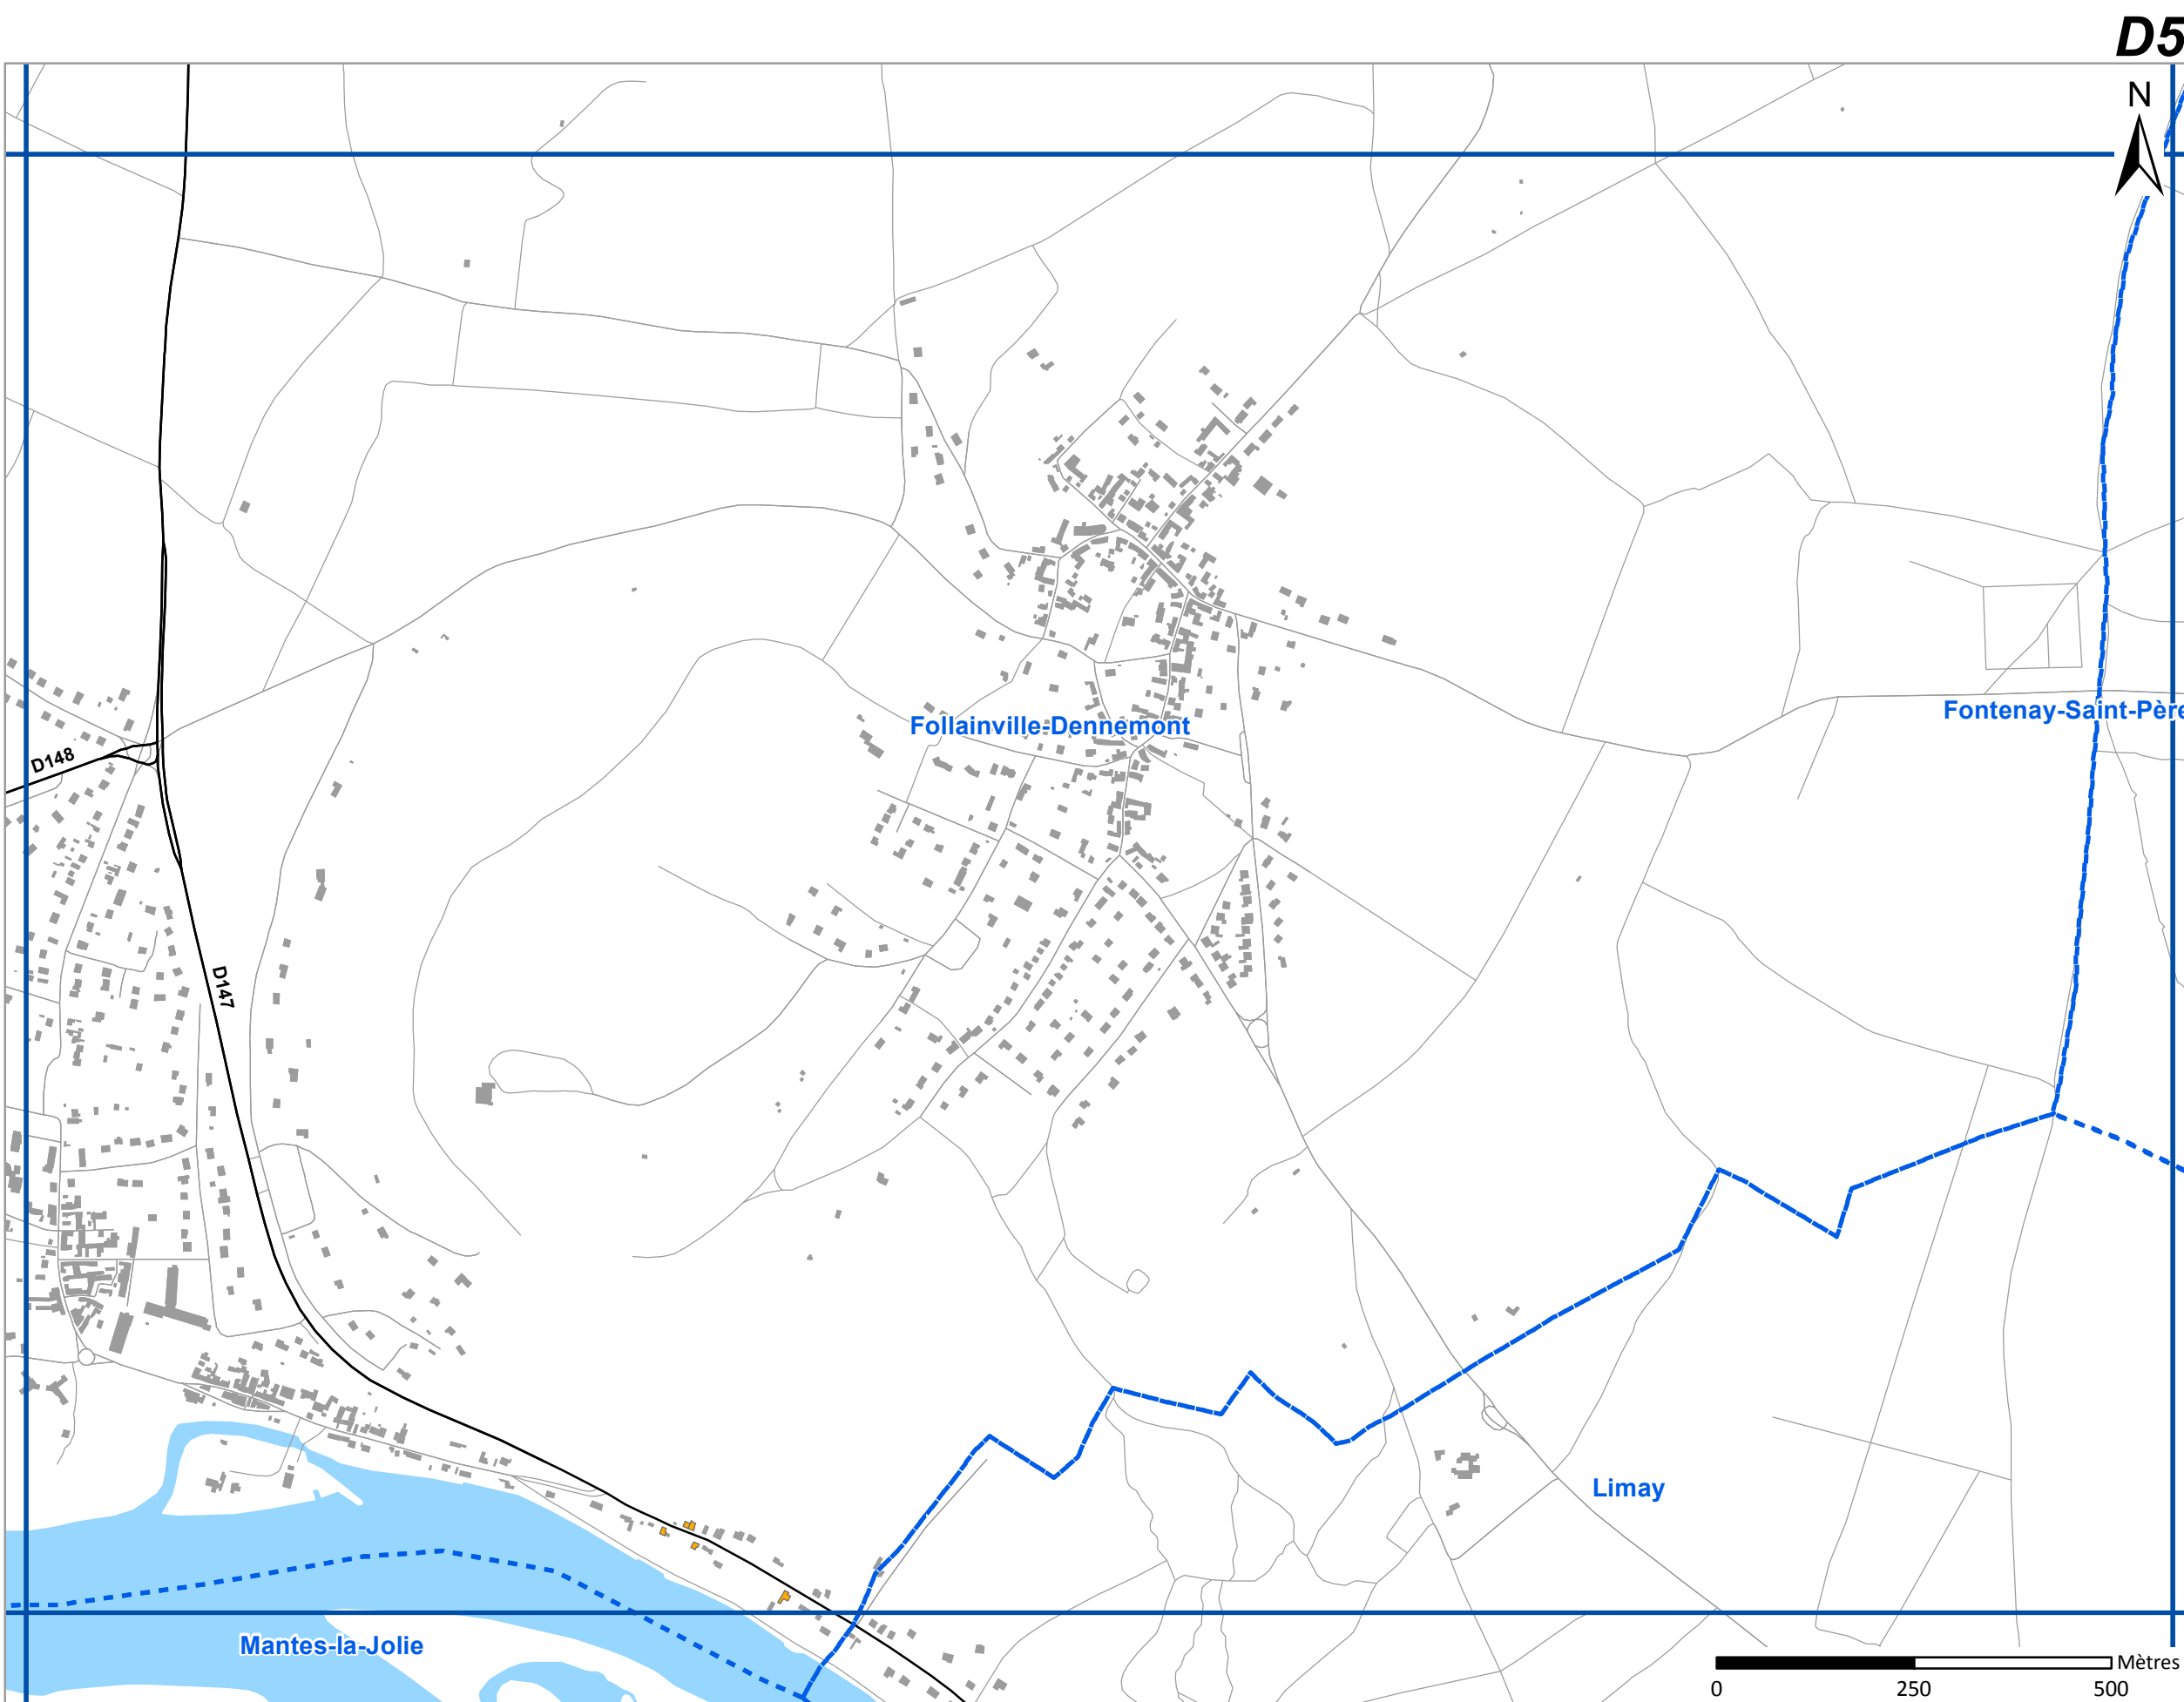 D5
N
Follainville-Dennemont
Fontenay-Saint-Père
D148
D147
Limay
Mantes-la-Jolie
Mètres
0 250 500